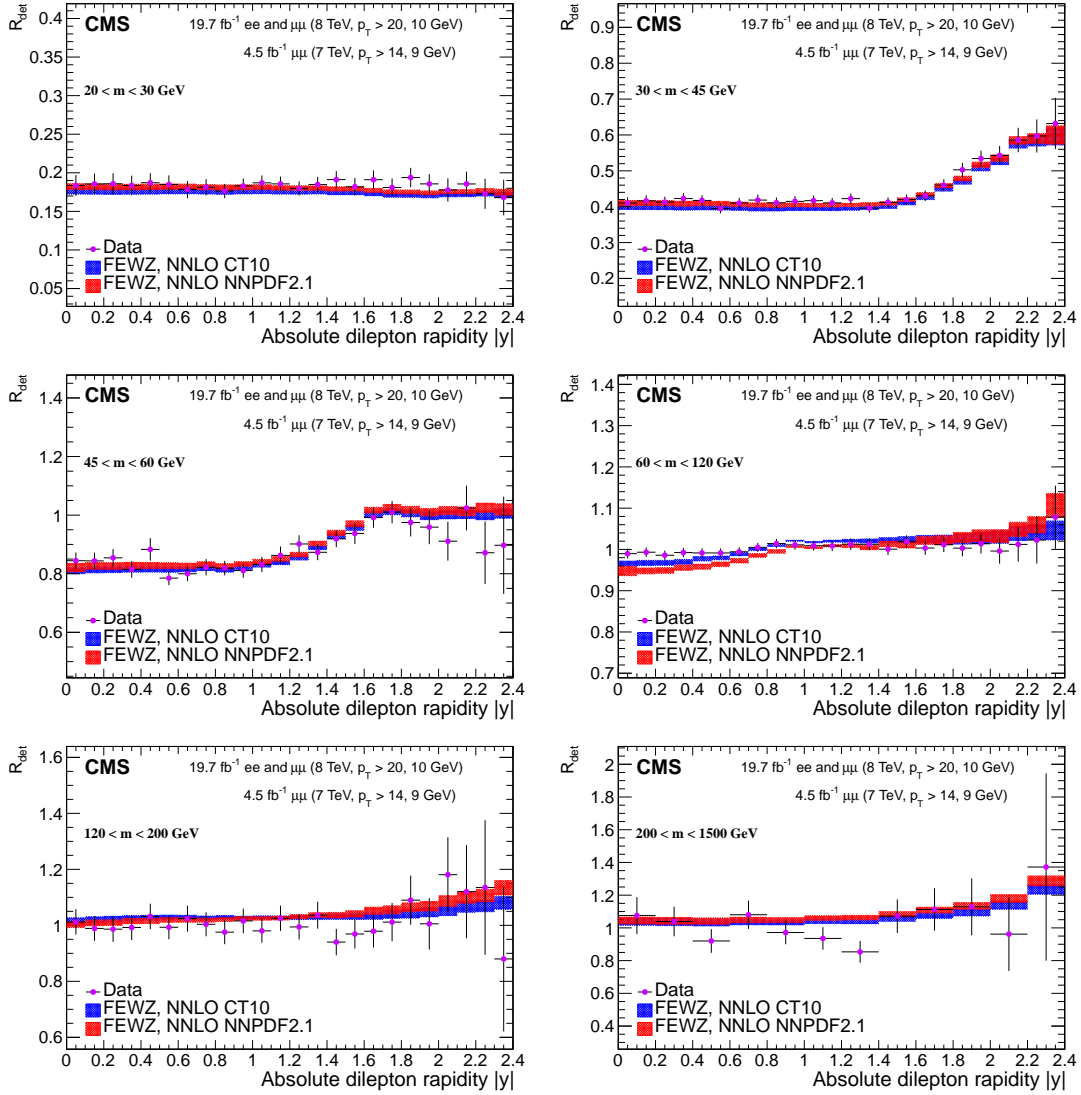 R_det
0.4
0.35
0.3
0.25
0.2
0.15
0.1
0.05
CMS
19.7 fb⁻¹ ee and μμ (8 TeV, p_T > 20, 10 GeV)
4.5 fb⁻¹ μμ (7 TeV, p_T > 14, 9 GeV)
20 < m < 30 GeV
Data
FEWZ, NNLO CT10
FEWZ, NNLO NNPDF2.1
0 0.2 0.4 0.6 0.8 1 1.2 1.4 1.6 1.8 2 2.2 2.4
Absolute dilepton rapidity |y|
R_det
0.9
0.8
0.7
0.6
0.5
0.4
0.3
0.2
CMS
19.7 fb⁻¹ ee and μμ (8 TeV, p_T > 20, 10 GeV)
4.5 fb⁻¹ μμ (7 TeV, p_T > 14, 9 GeV)
30 < m < 45 GeV
Data
FEWZ, NNLO CT10
FEWZ, NNLO NNPDF2.1
0 0.2 0.4 0.6 0.8 1 1.2 1.4 1.6 1.8 2 2.2 2.4
Absolute dilepton rapidity |y|
R_det
1.4
1.2
1
0.8
0.6
CMS
19.7 fb⁻¹ ee and μμ (8 TeV, p_T > 20, 10 GeV)
4.5 fb⁻¹ μμ (7 TeV, p_T > 14, 9 GeV)
45 < m < 60 GeV
Data
FEWZ, NNLO CT10
FEWZ, NNLO NNPDF2.1
0 0.2 0.4 0.6 0.8 1 1.2 1.4 1.6 1.8 2 2.2 2.4
Absolute dilepton rapidity |y|
R_det
1.4
1.3
1.2
1.1
1
0.9
0.8
0.7
CMS
19.7 fb⁻¹ ee and μμ (8 TeV, p_T > 20, 10 GeV)
4.5 fb⁻¹ μμ (7 TeV, p_T > 14, 9 GeV)
60 < m < 120 GeV
Data
FEWZ, NNLO CT10
FEWZ, NNLO NNPDF2.1
0 0.2 0.4 0.6 0.8 1 1.2 1.4 1.6 1.8 2 2.2 2.4
Absolute dilepton rapidity |y|
R_det
1.6
1.4
1.2
1
0.8
0.6
CMS
19.7 fb⁻¹ ee and μμ (8 TeV, p_T > 20, 10 GeV)
4.5 fb⁻¹ μμ (7 TeV, p_T > 14, 9 GeV)
120 < m < 200 GeV
Data
FEWZ, NNLO CT10
FEWZ, NNLO NNPDF2.1
0 0.2 0.4 0.6 0.8 1 1.2 1.4 1.6 1.8 2 2.2 2.4
Absolute dilepton rapidity |y|
R_det
2
1.8
1.6
1.4
1.2
1
0.8
0.6
0.4
CMS
19.7 fb⁻¹ ee and μμ (8 TeV, p_T > 20, 10 GeV)
4.5 fb⁻¹ μμ (7 TeV, p_T > 14, 9 GeV)
200 < m < 1500 GeV
Data
FEWZ, NNLO CT10
FEWZ, NNLO NNPDF2.1
0 0.2 0.4 0.6 0.8 1 1.2 1.4 1.6 1.8 2 2.2 2.4
Absolute dilepton rapidity |y|